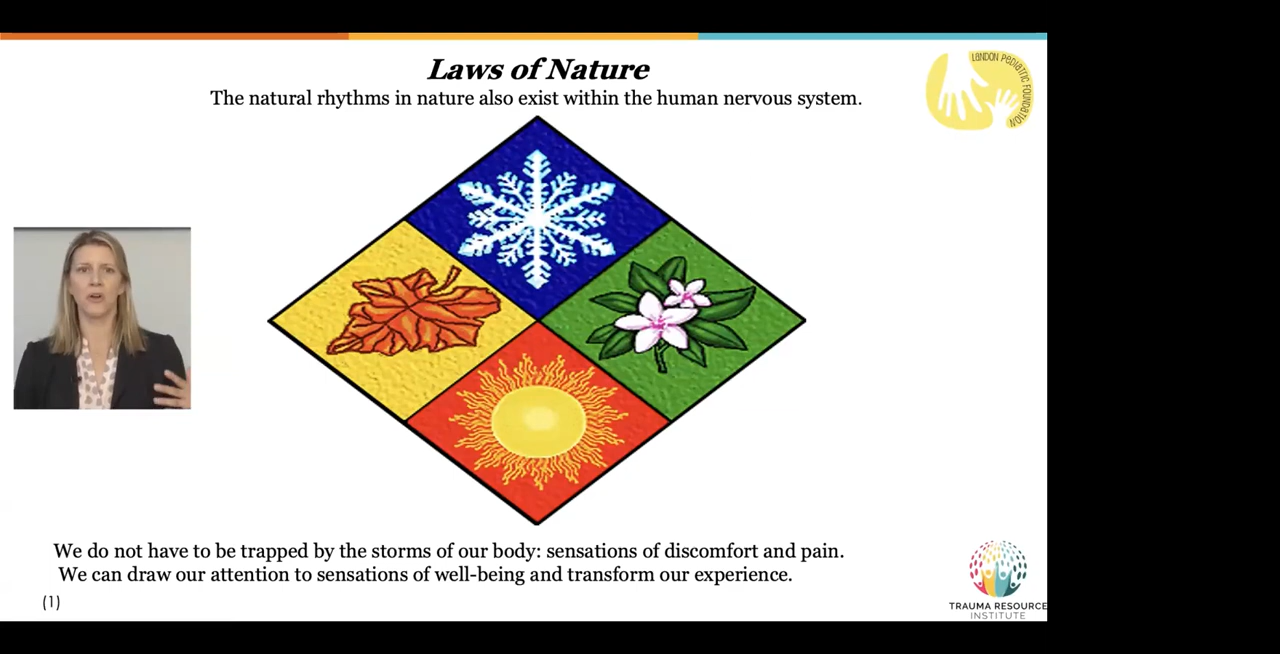 Laws of Nature
The natural rhythms in nature also exist within the human nervous system.
LANDON PEDIATRIC FOUNDATION
We do not have to be trapped by the storms of our body: sensations of discomfort and pain.
We can draw our attention to sensations of well-being and transform our experience.
(1)
TRAUMA RESOURCE
INSTITUTE